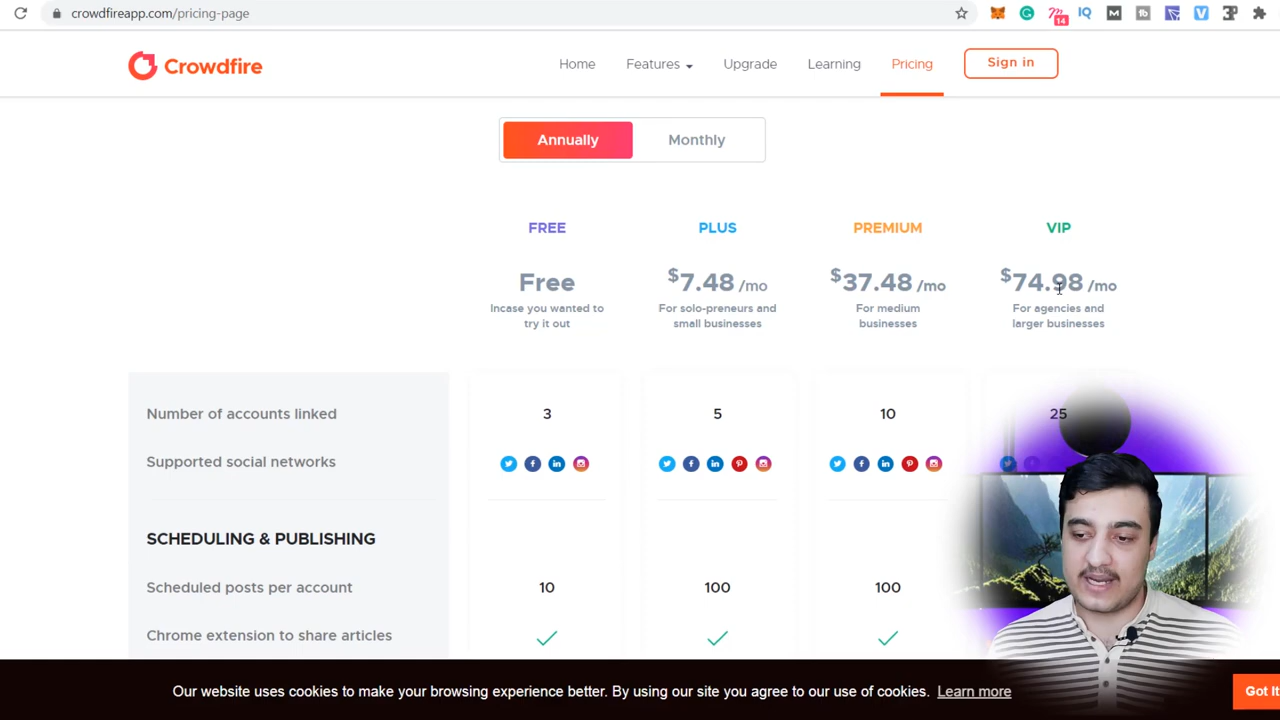 crowdfireapp.com/pricing-page
14
Crowdfire
Home
Features
Upgrade
Learning
Pricing
Sign in
Annually
Monthly
FREE
PLUS
PREMIUM
VIP
Free
$7.48 /mo
$37.48 /mo
$74.98 /mo
Incase you wanted to
try it out
For solo-preneurs and
small businesses
For medium
businesses
For agencies and
larger businesses
Number of accounts linked
3
5
10
25
Supported social networks
SCHEDULING & PUBLISHING
Scheduled posts per account
10
100
100
Chrome extension to share articles
Our website uses cookies to make your browsing experience better. By using our site you agree to our use of cookies. Learn more
Got It